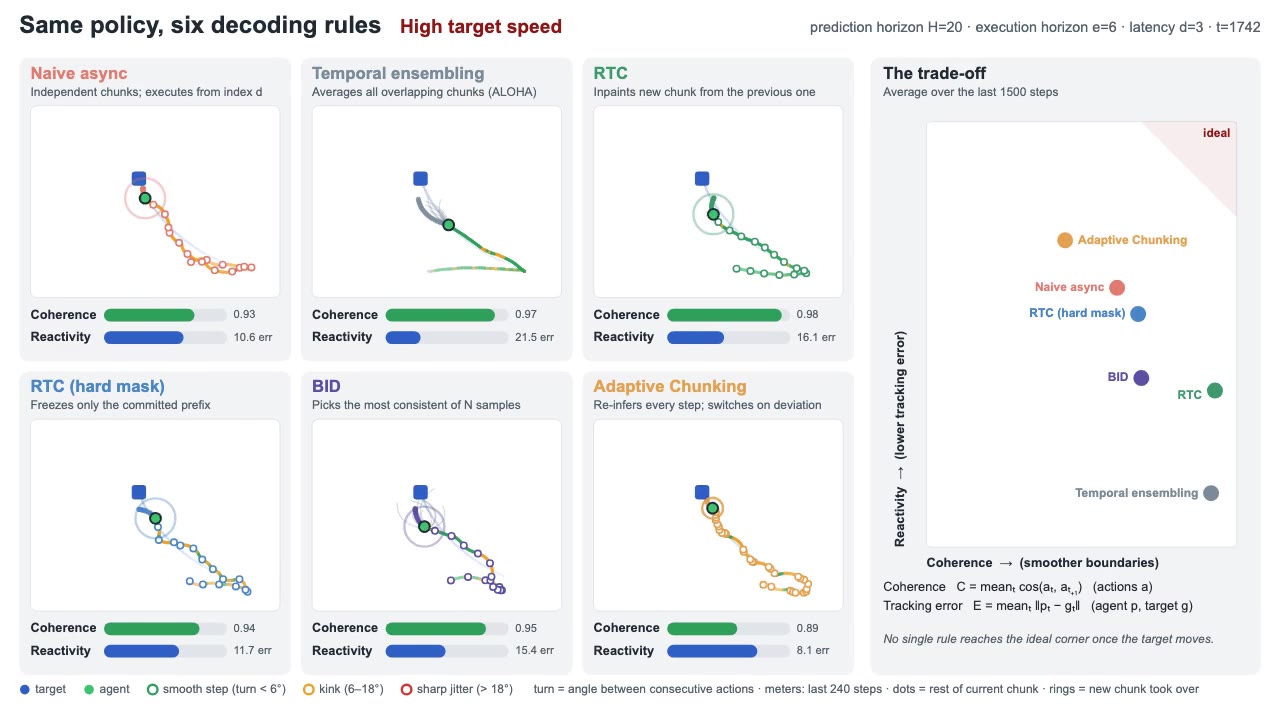 Same policy, six decoding rules High target speed
prediction horizon H=20 · execution horizon e=6 · latency d=3 · t=1742
Naive async
Independent chunks; executes from index d
Coherence 0.93
Reactivity 10.6 err
Temporal ensembling
Averages all overlapping chunks (ALOHA)
Coherence 0.97
Reactivity 21.5 err
RTC
Inpaints new chunk from the previous one
Coherence 0.98
Reactivity 16.1 err
RTC (hard mask)
Freezes only the committed prefix
Coherence 0.94
Reactivity 11.7 err
BID
Picks the most consistent of N samples
Coherence 0.95
Reactivity 15.4 err
Adaptive Chunking
Re-infers every step; switches on deviation
Coherence 0.89
Reactivity 8.1 err
The trade-off
Average over the last 1500 steps
ideal
Adaptive Chunking
Naive async
RTC (hard mask)
BID
RTC
Temporal ensembling
Reactivity → (lower tracking error)
Coherence → (smoother boundaries)
Coherence C = meanₜ cos(aₜ, aₜ₊₁) (actions a)
Tracking error E = meanₜ ‖pₜ − gₜ‖ (agent p, target g)
No single rule reaches the ideal corner once the target moves.
target agent smooth step (turn < 6°) kink (6–18°) sharp jitter (> 18°) turn = angle between consecutive actions · meters: last 240 steps · dots = rest of current chunk · rings = new chunk took over